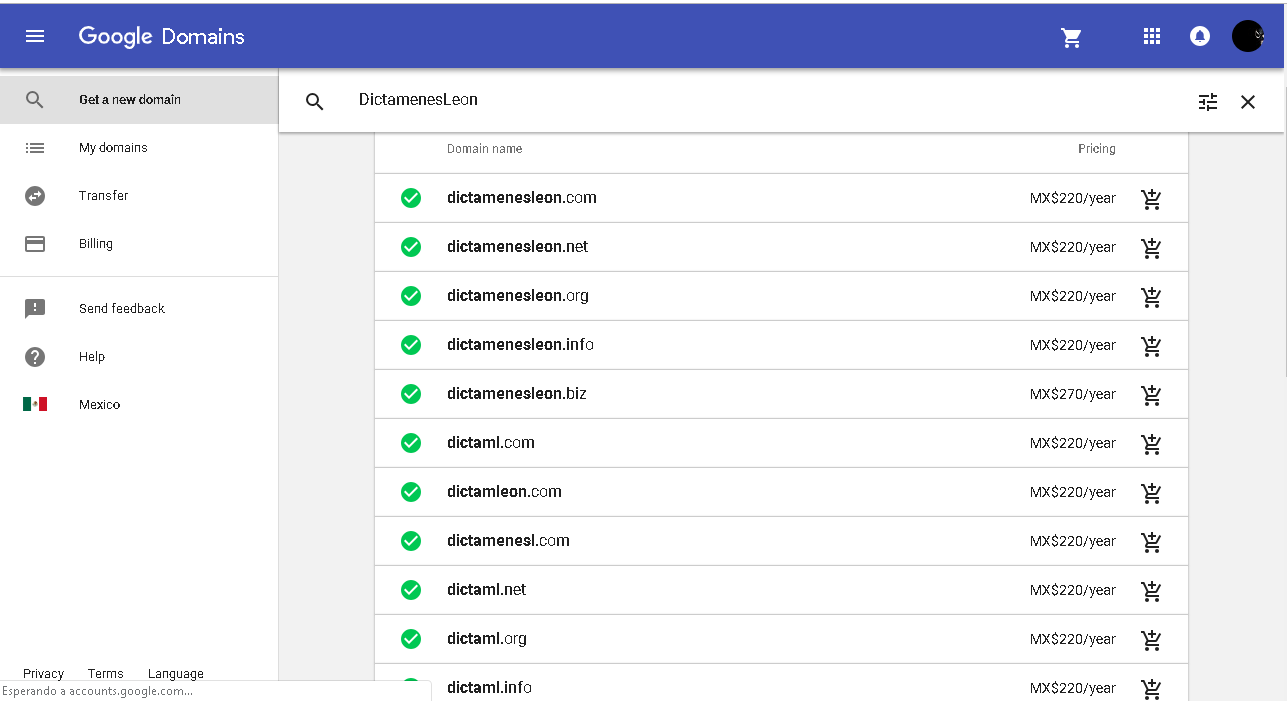 Google Domains
Get a new domain
DictamenesLeon
My domains
Transfer
Billing
Send feedback
Help
Mexico
Domain name Pricing
dictamenesleon.com MX$220/year
dictamenesleon.net MX$220/year
dictamenesleon.org MX$220/year
dictamenesleon.info MX$220/year
dictamenesleon.biz MX$270/year
dictaml.com MX$220/year
dictamleon.com MX$220/year
dictamenesl.com MX$220/year
dictaml.net MX$220/year
dictaml.org MX$220/year
dictaml.info MX$220/year
Privacy Terms Language
Esperando a accounts.google.com...